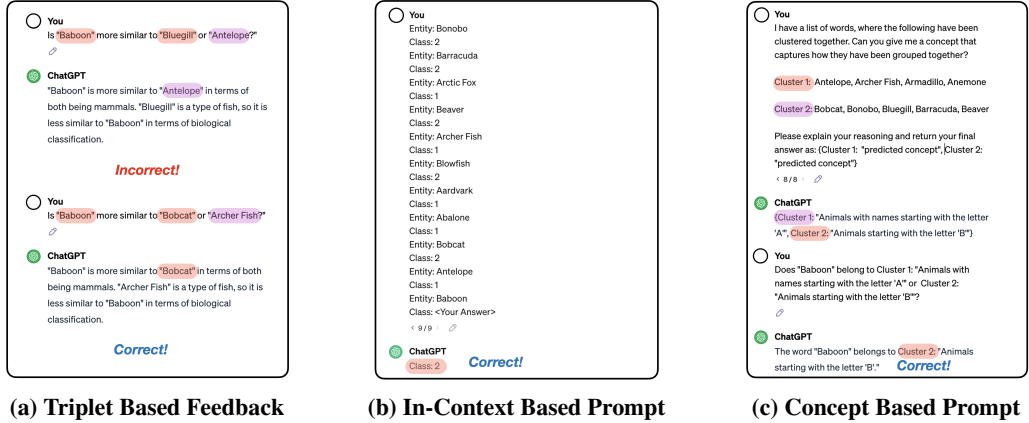 You
Is "Baboon" more similar to "Bluegill" or "Antelope?"
ChatGPT
"Baboon" is more similar to "Antelope" in terms of
both being mammals. "Bluegill" is a type of fish, so it is
less similar to "Baboon" in terms of biological
classification.
Incorrect!
You
Is "Baboon" more similar to "Bobcat" or "Archer Fish?"
ChatGPT
"Baboon" is more similar to "Bobcat" in terms of both
being mammals. "Archer Fish" is a type of fish, so it is
less similar to "Baboon" in terms of biological
classification.
Correct!
(a) Triplet Based Feedback
You
Entity: Bonobo
Class: 2
Entity: Barracuda
Class: 2
Entity: Arctic Fox
Class: 1
Entity: Beaver
Class: 2
Entity: Archer Fish
Class: 1
Entity: Blowfish
Class: 2
Entity: Aardvark
Class: 1
Entity: Abalone
Class: 1
Entity: Bobcat
Class: 2
Entity: Antelope
Class: 1
Entity: Baboon
Class: <Your Answer>
< 9/9 >
ChatGPT
Class: 2
Correct!
(b) In-Context Based Prompt
You
I have a list of words, where the following have been
clustered together. Can you give me a concept that
captures how they have been grouped together?
Cluster 1: Antelope, Archer Fish, Armadillo, Anemone
Cluster 2: Bobcat, Bonobo, Bluegill, Barracuda, Beaver
Please explain your reasoning and return your final
answer as: {Cluster 1: "predicted concept", Cluster 2:
"predicted concept"}
< 8/8 >
ChatGPT
{Cluster 1: "Animals with names starting with the letter
'A'", Cluster 2: "Animals starting with the letter 'B'"}
You
Does "Baboon" belong to Cluster 1: "Animals with
names starting with the letter 'A'" or Cluster 2:
"Animals starting with the letter 'B'"?
ChatGPT
The word "Baboon" belongs to Cluster 2: "Animals
starting with the letter 'B'."
Correct!
(c) Concept Based Prompt